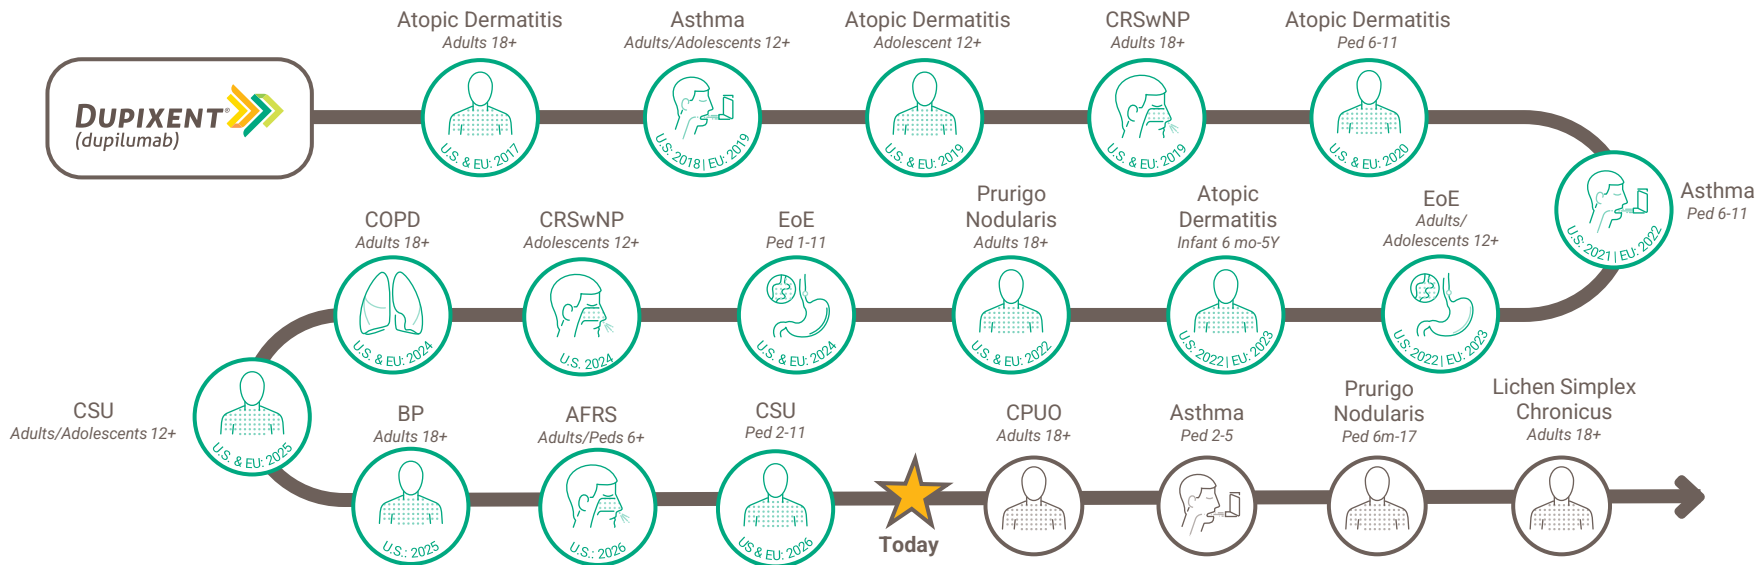 DUPIXENT®
(dupilumab)
Atopic Dermatitis
Adults 18+
U.S. & EU: 2017
Asthma
Adults/Adolescents 12+
U.S: 2018 | EU: 2019
Atopic Dermatitis
Adolescent 12+
U.S. & EU: 2019
CRSwNP
Adults 18+
U.S. & EU: 2019
Atopic Dermatitis
Ped 6-11
U.S. & EU: 2020
Asthma
Ped 6-11
U.S: 2021 | EU: 2022
EoE
Adults/
Adolescents 12+
U.S: 2022 | EU: 2023
Atopic
Dermatitis
Infant 6 mo-5Y
U.S: 2022 | EU: 2023
Prurigo
Nodularis
Adults 18+
U.S. & EU: 2022
EoE
Ped 1-11
U.S. & EU: 2024
CRSwNP
Adolescents 12+
U.S. 2024
COPD
Adults 18+
U.S. & EU: 2024
CSU
Adults/Adolescents 12+
U.S. & EU: 2025
BP
Adults 18+
U.S.: 2025
AFRS
Adults/Peds 6+
U.S.: 2026
CSU
Ped 2-11
US & EU: 2026
Today
CPUO
Adults 18+
Asthma
Ped 2-5
Prurigo
Nodularis
Ped 6m-17
Lichen Simplex
Chronicus
Adults 18+